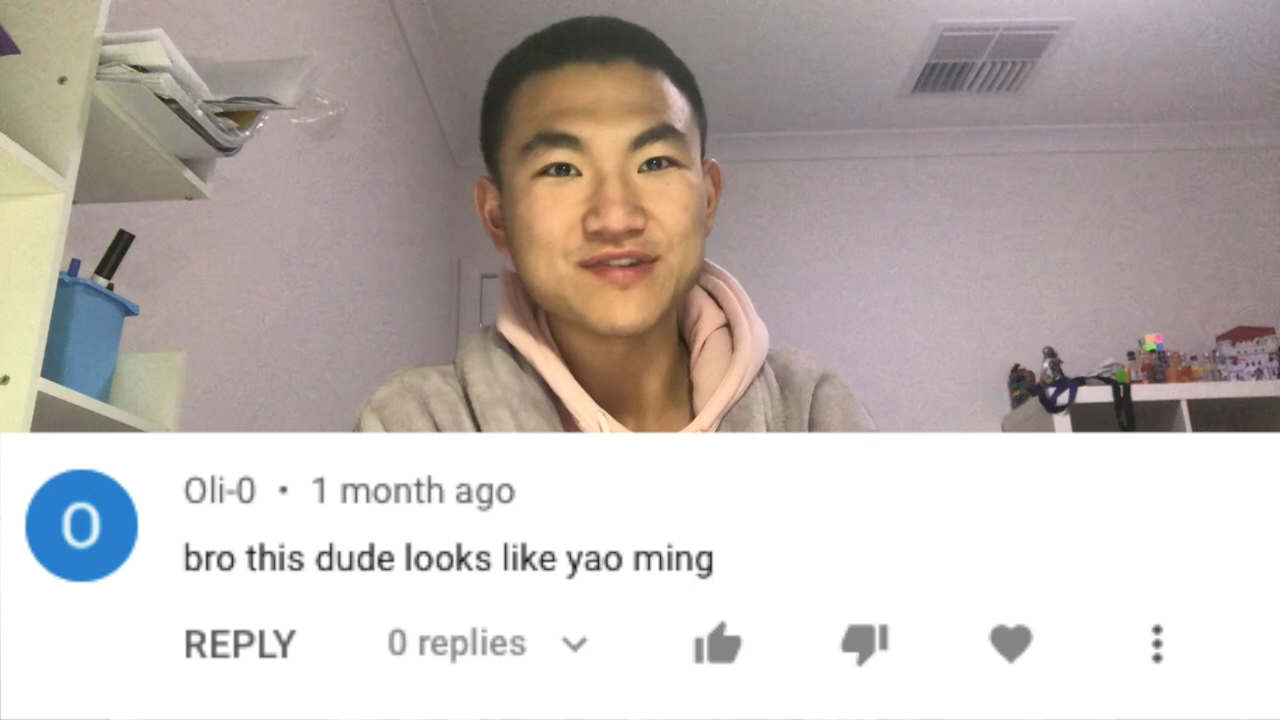 O
Oli-0 • 1 month ago
bro this dude looks like yao ming
REPLY 0 replies